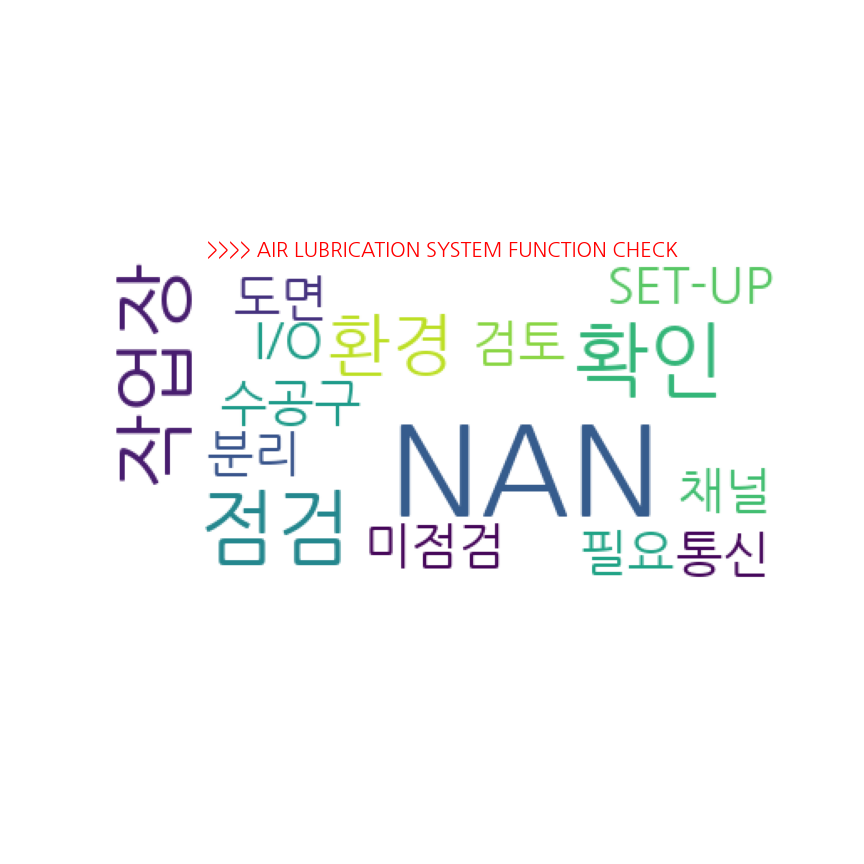 >>>> AIR LUBRICATION SYSTEM FUNCTION CHECK
작업장
도면
SET-UP
I/O
환경
검토
확인
수공구
분리
NAN
채널
점검
미점검
필요
통신